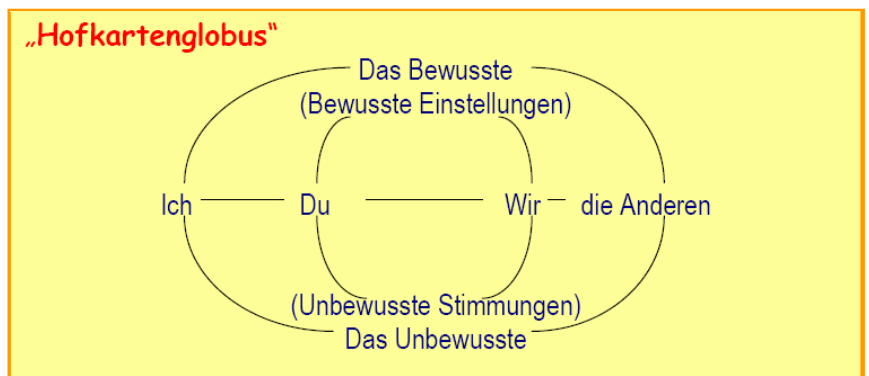 „Hofkartenglobus“
Das Bewusste
(Bewusste Einstellungen)
Ich Du Wir die Anderen
(Unbewusste Stimmungen)
Das Unbewusste